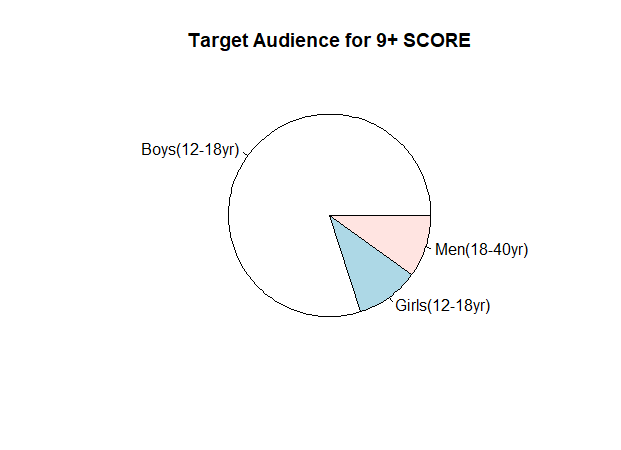 Target Audience for 9+ SCORE
Boys(12-18yr)
Men(18-40yr)
Girls(12-18yr)